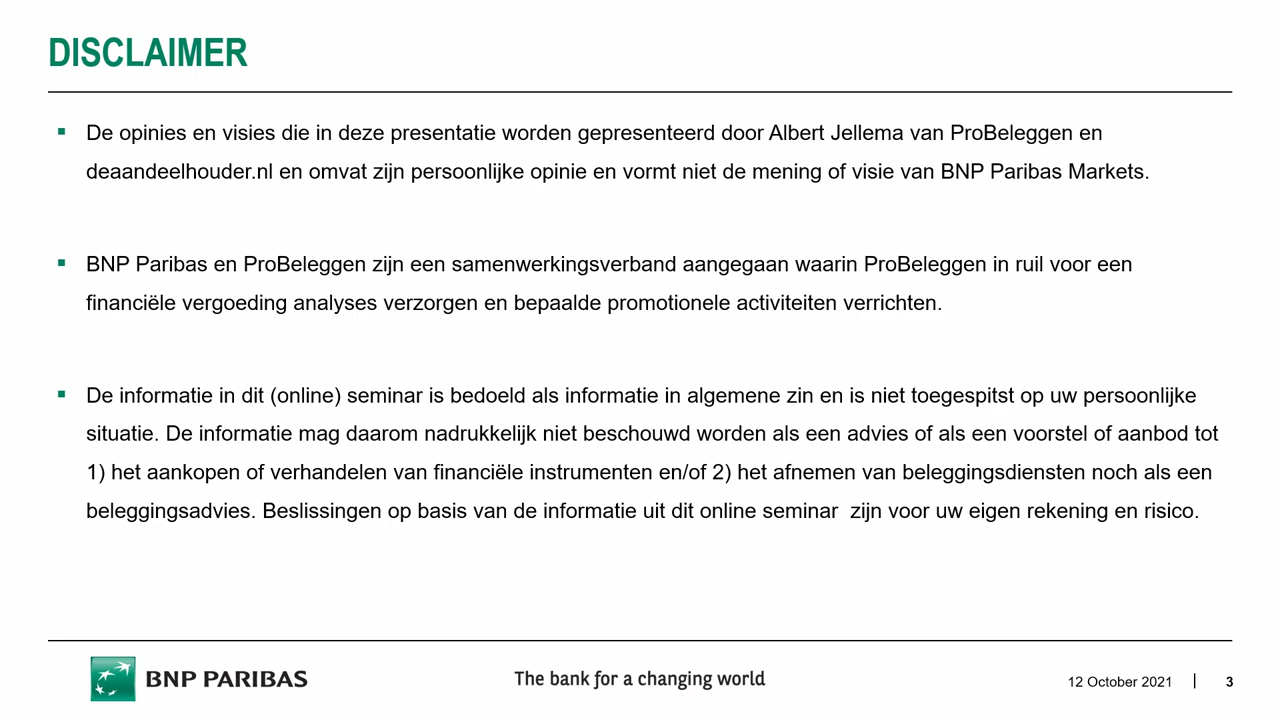 DISCLAIMER
▪ De opinies en visies die in deze presentatie worden gepresenteerd door Albert Jellema van ProBeleggen en
deaandeelhouder.nl en omvat zijn persoonlijke opinie en vormt niet de mening of visie van BNP Paribas Markets.
▪ BNP Paribas en ProBeleggen zijn een samenwerkingsverband aangegaan waarin ProBeleggen in ruil voor een
financiële vergoeding analyses verzorgen en bepaalde promotionele activiteiten verrichten.
▪ De informatie in dit (online) seminar is bedoeld als informatie in algemene zin en is niet toegespitst op uw persoonlijke
situatie. De informatie mag daarom nadrukkelijk niet beschouwd worden als een advies of als een voorstel of aanbod tot
1) het aankopen of verhandelen van financiële instrumenten en/of 2) het afnemen van beleggingsdiensten noch als een
beleggingsadvies. Beslissingen op basis van de informatie uit dit online seminar  zijn voor uw eigen rekening en risico.
BNP PARIBAS
The bank for a changing world
12 October 2021 | 3